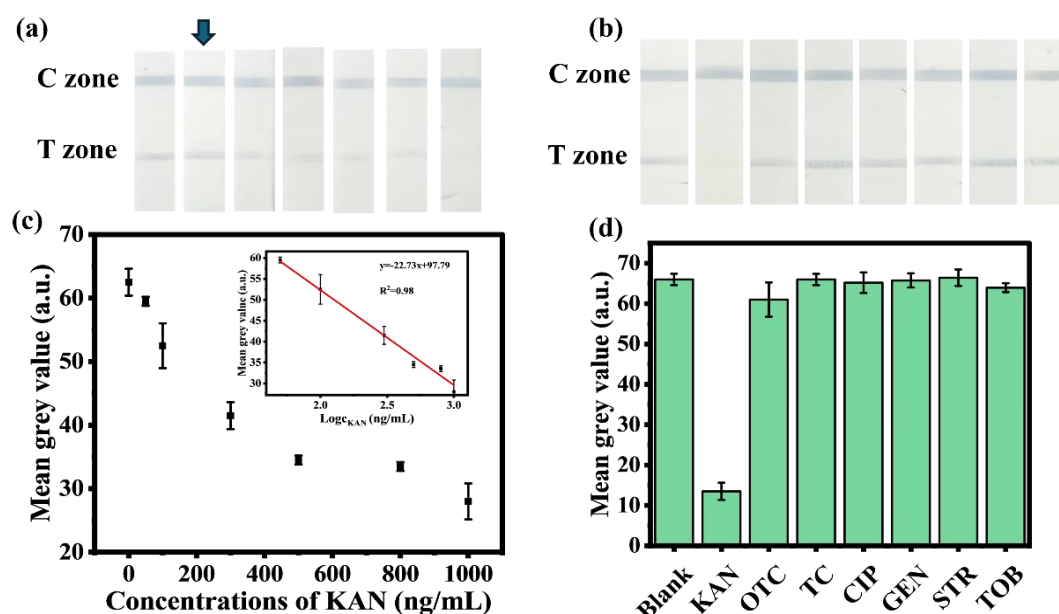 (a)
C zone
T zone
(b)
C zone
T zone
(c)
Mean grey value (a.u.)
70
60
50
40
30
20
0
200
400
600
800
1000
Concentrations of KAN (ng/mL)
Mean grey value (a.u.)
60
55
50
45
40
35
30
2.0
2.5
3.0
Logc_KAN (ng/mL)
y=-22.73x+97.79
R²=0.98
(d)
Mean grey value (a.u.)
70
60
50
40
30
20
10
0
Blank
KAN
OTC
TC
CIP
GEN
STR
TOB